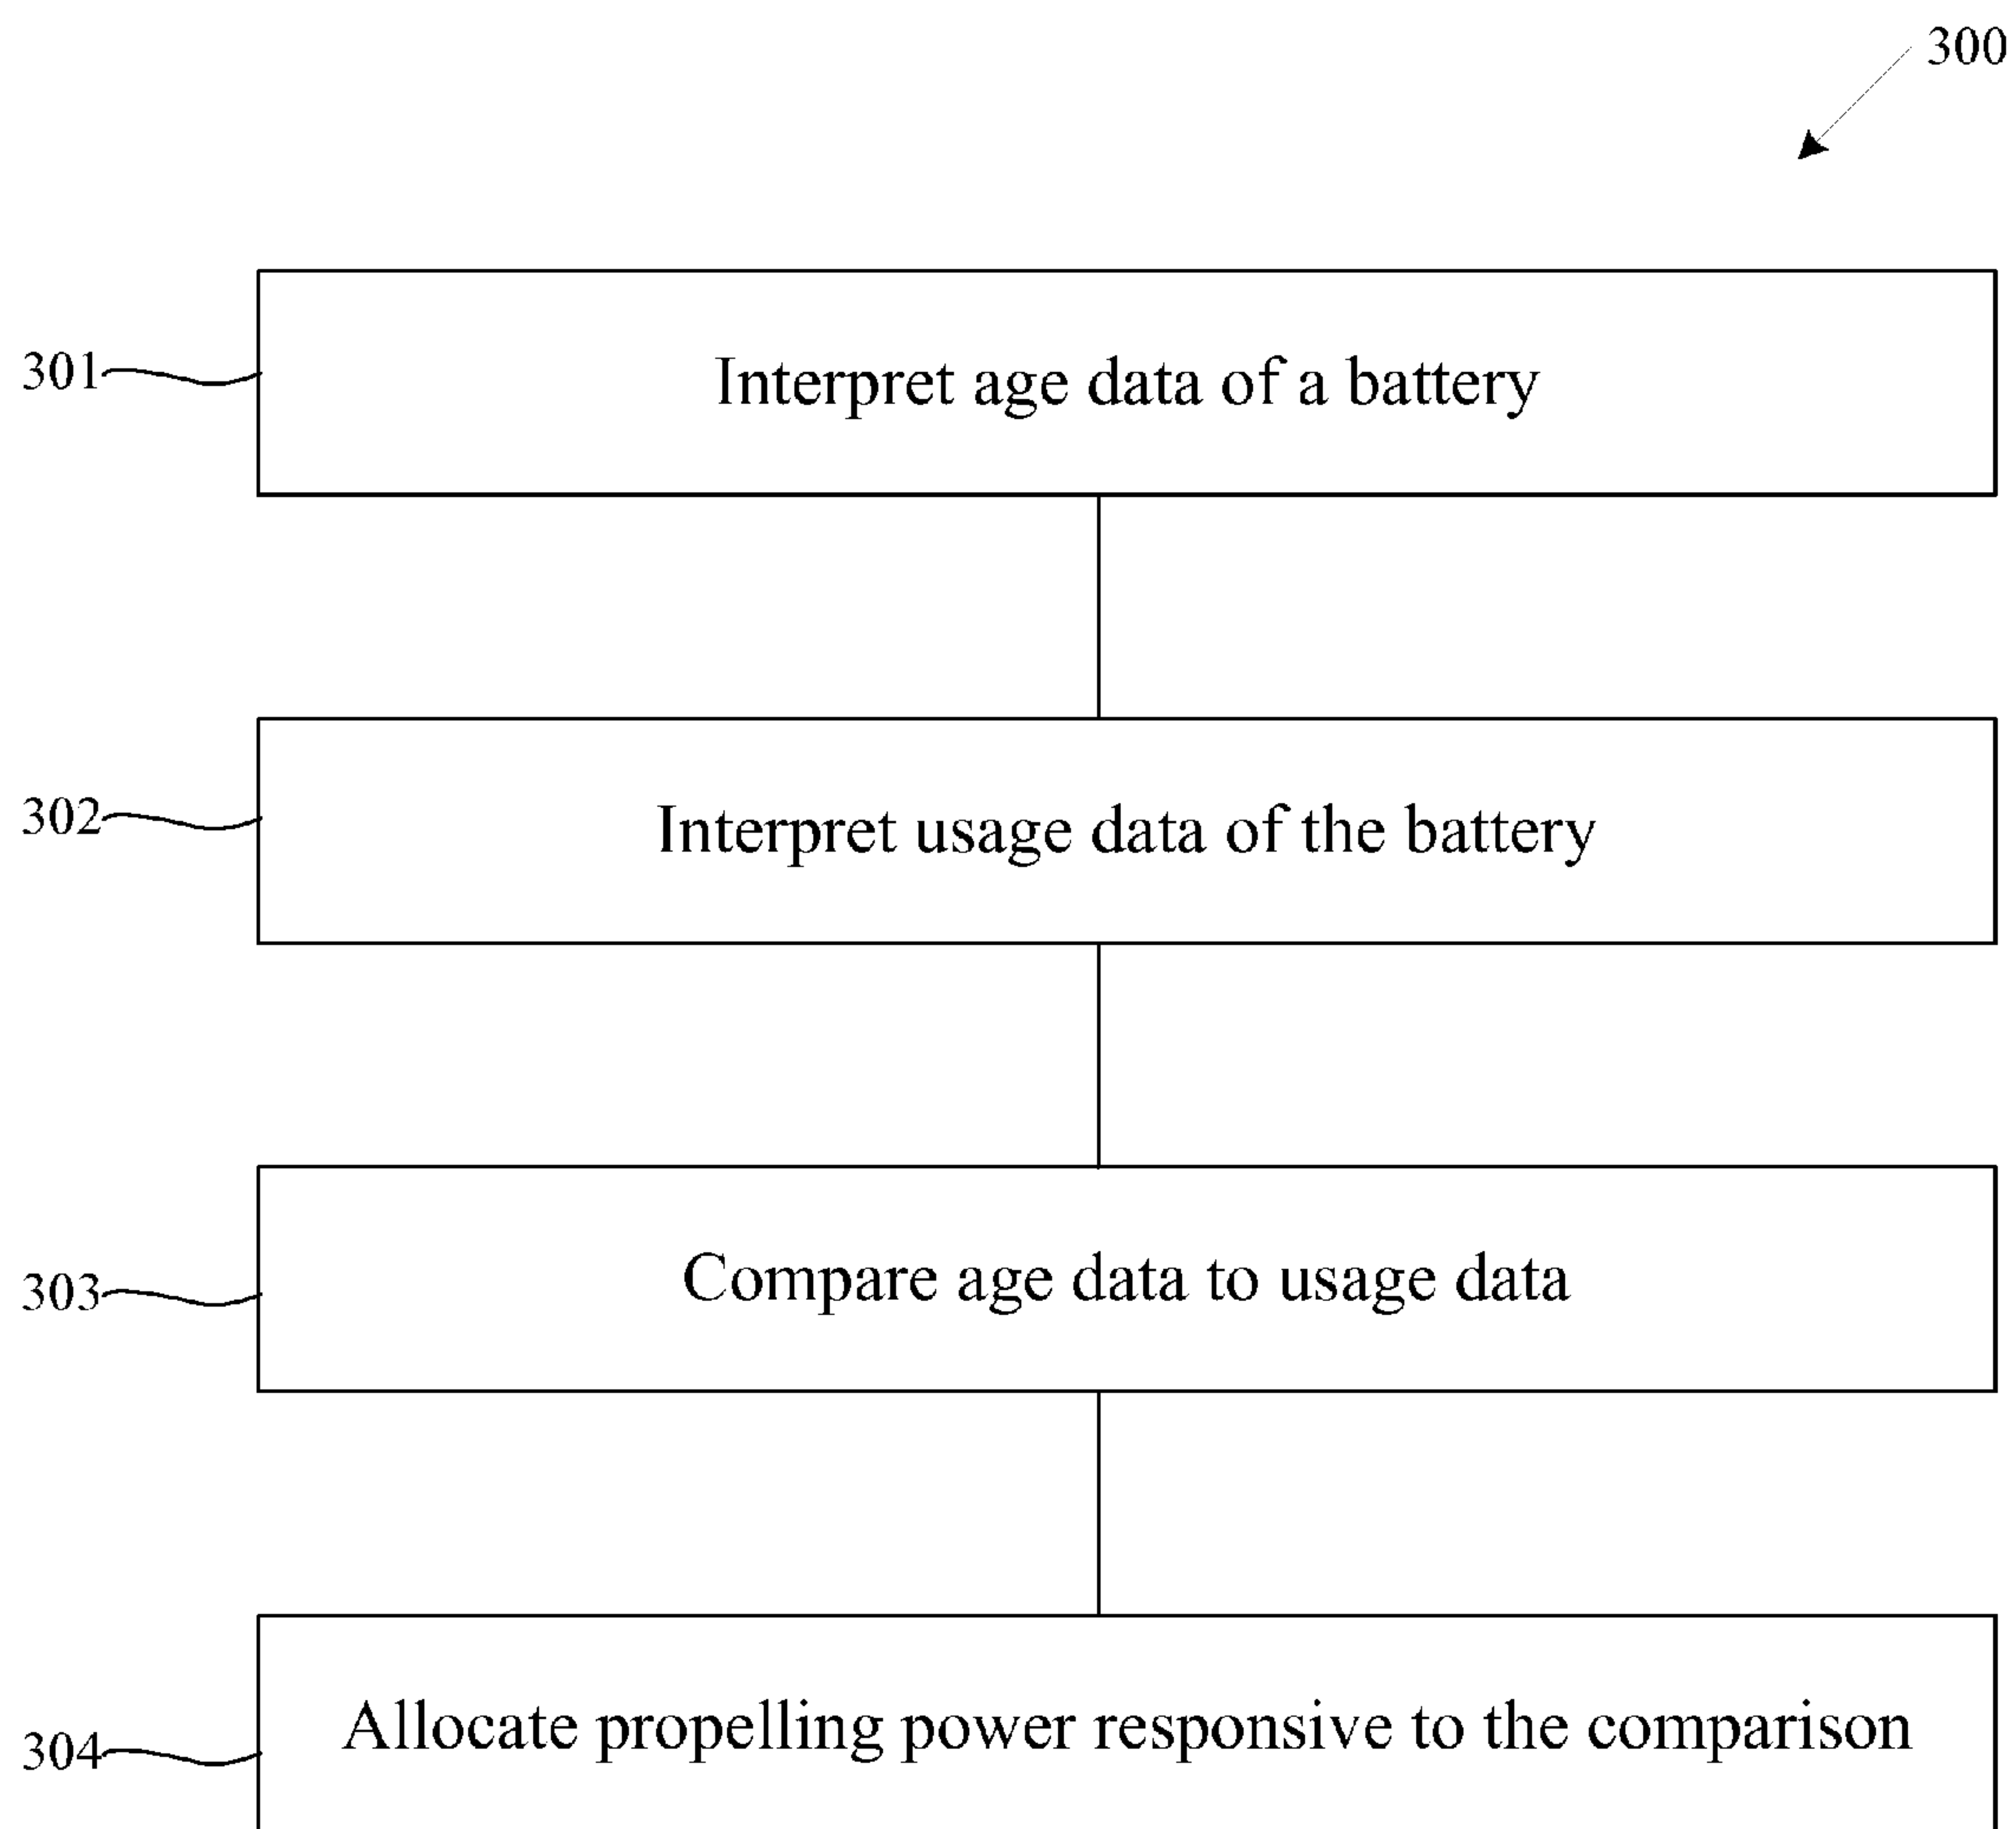 300
301
Interpret age data of a battery
302
Interpret usage data of the battery
303
Compare age data to usage data
304
Allocate propelling power responsive to the comparison